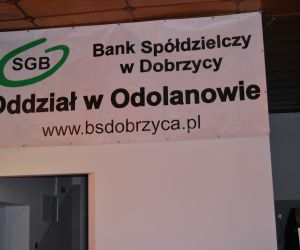 SGB
Bank Spółdzielczy
w Dobrzycy
Oddział w Odolanowie
www.bsdobrzyca.pl